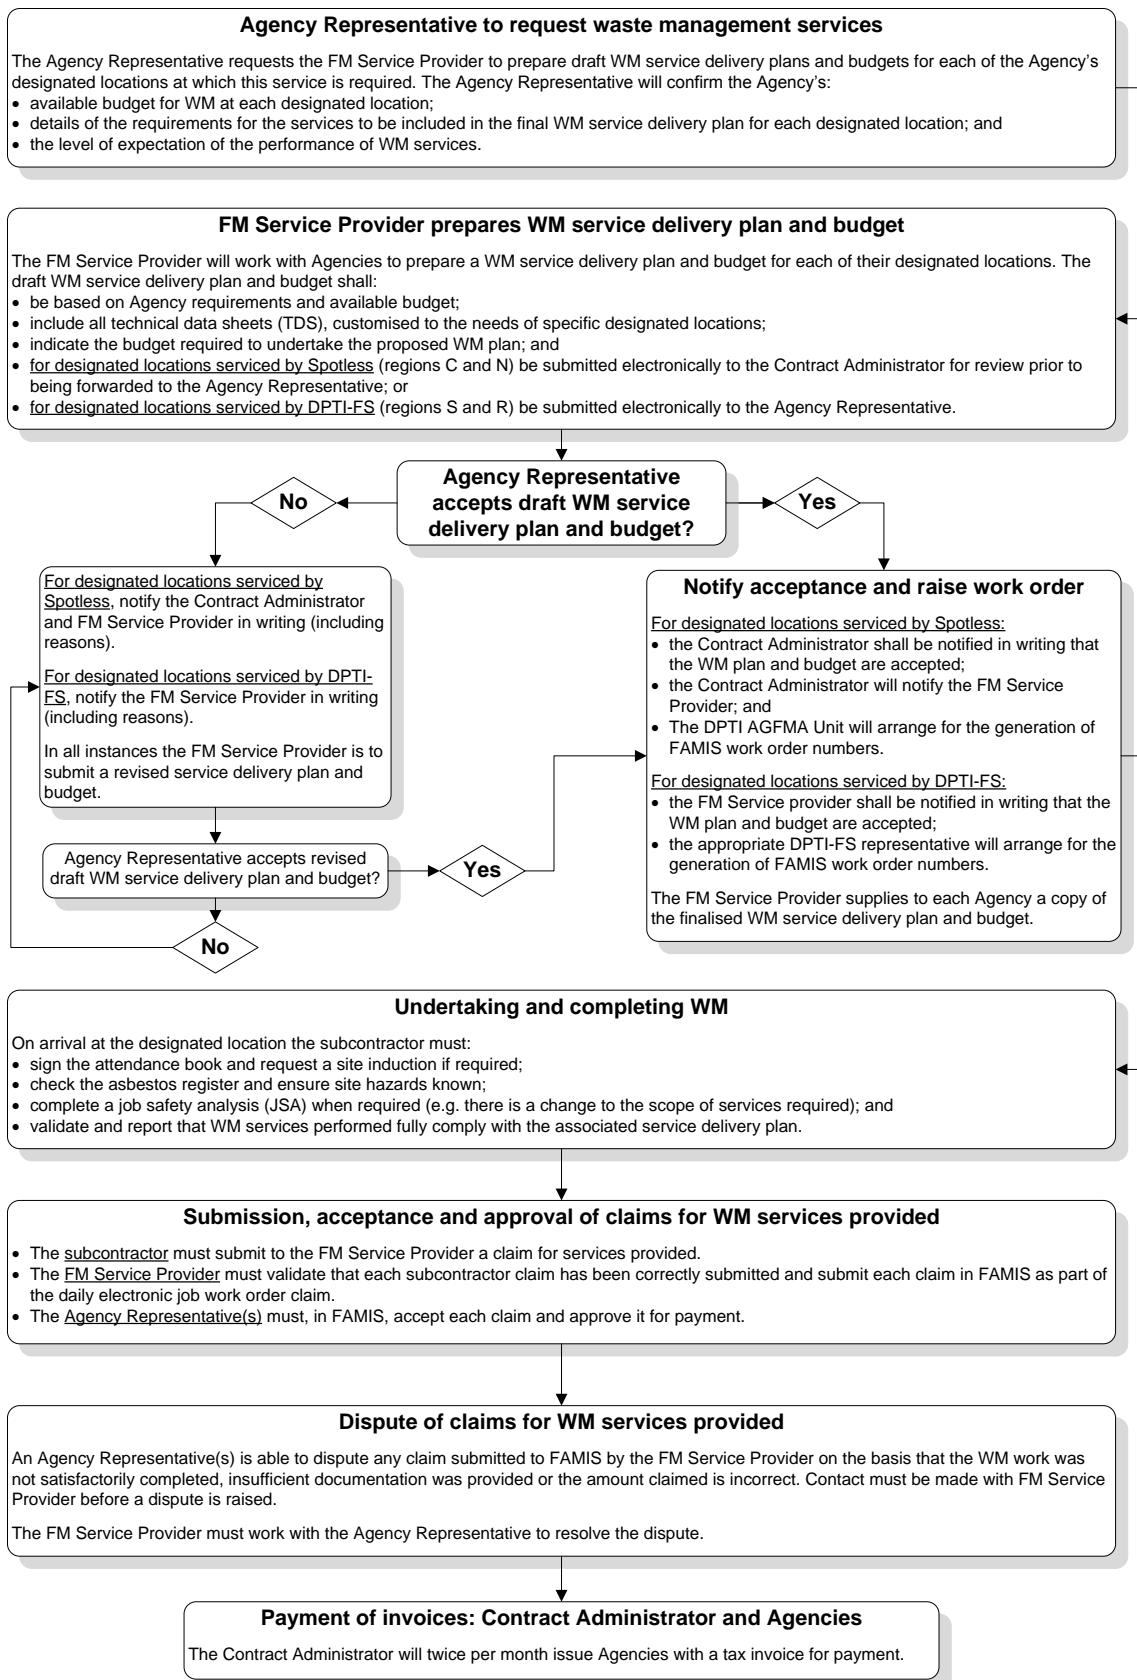 Agency Representative to request waste management services
The Agency Representative requests the FM Service Provider to prepare draft WM service delivery plans and budgets for each of the Agency's
designated locations at which this service is required. The Agency Representative will confirm the Agency's:
• available budget for WM at each designated location;
• details of the requirements for the services to be included in the final WM service delivery plan for each designated location; and
• the level of expectation of the performance of WM services.
FM Service Provider prepares WM service delivery plan and budget
The FM Service Provider will work with Agencies to prepare a WM service delivery plan and budget for each of their designated locations. The
draft WM service delivery plan and budget shall:
• be based on Agency requirements and available budget;
• include all technical data sheets (TDS), customised to the needs of specific designated locations;
• indicate the budget required to undertake the proposed WM plan; and
• for designated locations serviced by Spotless (regions C and N) be submitted electronically to the Contract Administrator for review prior to
being forwarded to the Agency Representative; or
• for designated locations serviced by DPTI-FS (regions S and R) be submitted electronically to the Agency Representative.
Agency Representative
accepts draft WM service
delivery plan and budget?
No
Yes
For designated locations serviced by
Spotless, notify the Contract Administrator
and FM Service Provider in writing (including
reasons).
For designated locations serviced by DPTI-
FS, notify the FM Service Provider in writing
(including reasons).
In all instances the FM Service Provider is to
submit a revised service delivery plan and
budget.
Agency Representative accepts revised
draft WM service delivery plan and budget?
Yes
No
Notify acceptance and raise work order
For designated locations serviced by Spotless:
• the Contract Administrator shall be notified in writing that
the WM plan and budget are accepted;
• the Contract Administrator will notify the FM Service
Provider; and
• The DPTI AGFMA Unit will arrange for the generation of
FAMIS work order numbers.
For designated locations serviced by DPTI-FS:
• the FM Service provider shall be notified in writing that the
WM plan and budget are accepted;
• the appropriate DPTI-FS representative will arrange for the
generation of FAMIS work order numbers.
The FM Service Provider supplies to each Agency a copy of
the finalised WM service delivery plan and budget.
Undertaking and completing WM
On arrival at the designated location the subcontractor must:
• sign the attendance book and request a site induction if required;
• check the asbestos register and ensure site hazards known;
• complete a job safety analysis (JSA) when required (e.g. there is a change to the scope of services required); and
• validate and report that WM services performed fully comply with the associated service delivery plan.
Submission, acceptance and approval of claims for WM services provided
• The subcontractor must submit to the FM Service Provider a claim for services provided.
• The FM Service Provider must validate that each subcontractor claim has been correctly submitted and submit each claim in FAMIS as part of
the daily electronic job work order claim.
• The Agency Representative(s) must, in FAMIS, accept each claim and approve it for payment.
Dispute of claims for WM services provided
An Agency Representative(s) is able to dispute any claim submitted to FAMIS by the FM Service Provider on the basis that the WM work was
not satisfactorily completed, insufficient documentation was provided or the amount claimed is incorrect. Contact must be made with FM Service
Provider before a dispute is raised.
The FM Service Provider must work with the Agency Representative to resolve the dispute.
Payment of invoices: Contract Administrator and Agencies
The Contract Administrator will twice per month issue Agencies with a tax invoice for payment.